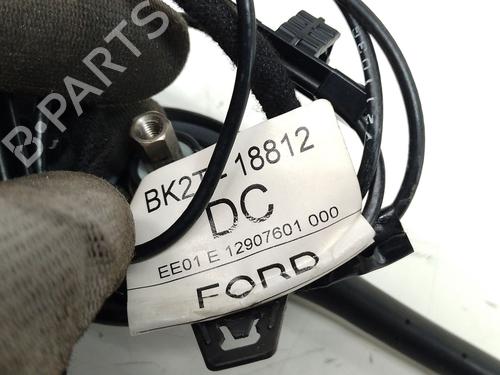 B-PARTS
BK2T-18812
DC
EE01 E 12907601 000
FORD